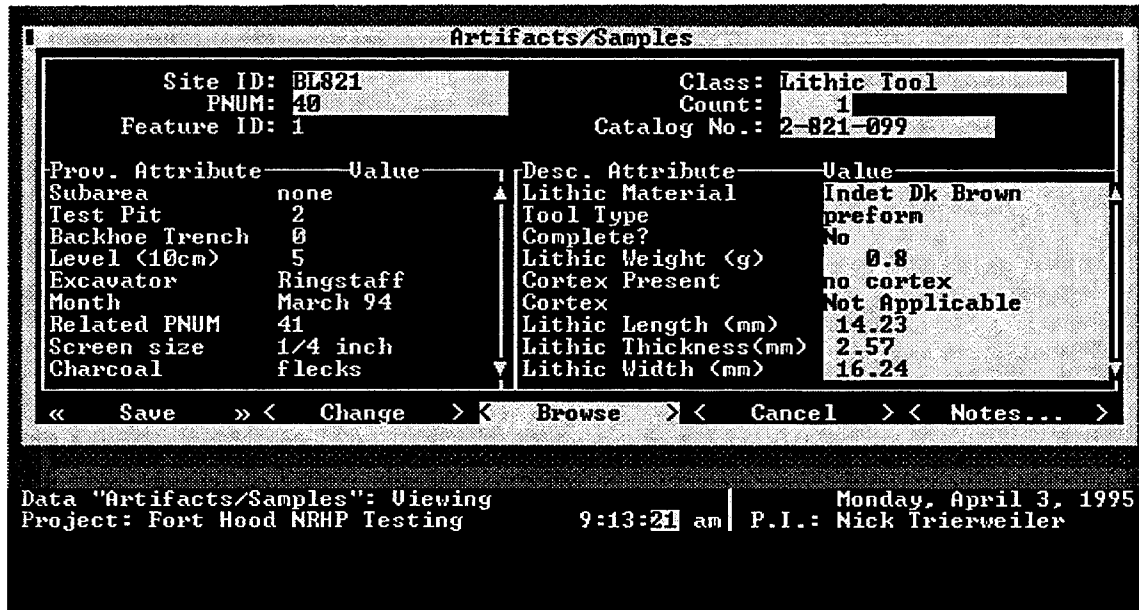 Artifacts/Samples
Site ID: BL821 Class: Lithic Tool
PNUM: 40 Count: 1
Feature ID: 1 Catalog No.: 2-821-099
Prov. Attribute Value Desc. Attribute Value
Subarea none Lithic Material Indet Dk Brown
Test Pit 2 Tool Type preform
Backhoe Trench 0 Complete? No
Level (10cm) 5 Lithic Weight (g) 0.8
Excavator Ringstaff Cortex Present no cortex
Month March 94 Cortex Not Applicable
Related PNUM 41 Lithic Length (mm) 14.23
Screen size 1/4 inch Lithic Thickness(mm) 2.57
Charcoal flecks Lithic Width (mm) 16.24
« Save » < Change > < Browse > < Cancel > < Notes... >
Data "Artifacts/Samples": Viewing Monday, April 3, 1995
Project: Fort Hood NRHP Testing 9:13:21 am P.I.: Nick Trierweiler